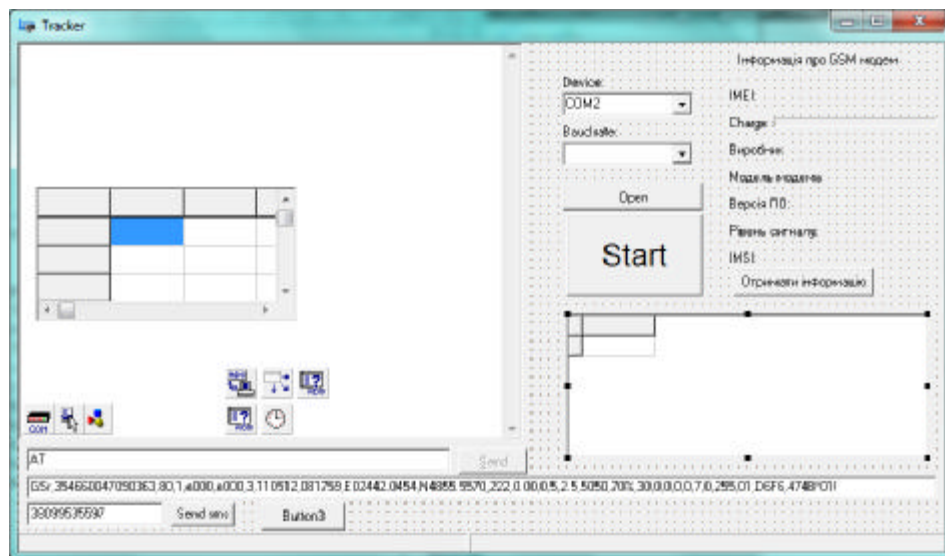 Tracker
Інформація про GSM модем
Device:
COM2
IMEI:
Charge:
Baudrate:
Виробник:
Модель модема
Open
Версія ПО:
Рівень сигналу:
Start
IMSI:
Отримати інформацію
COM
AT
Send
Send sms
Button3